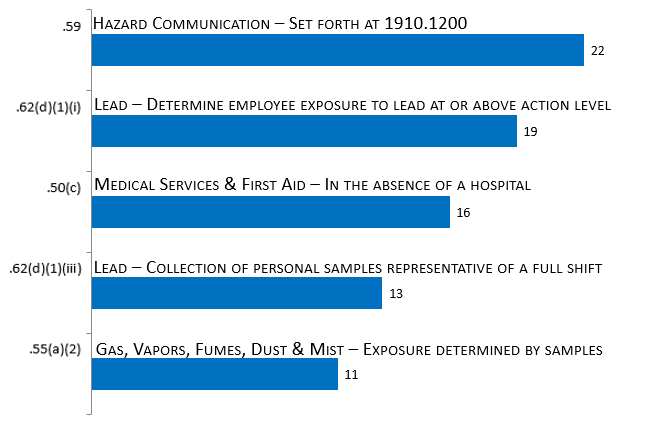 .59 Hazard Communication – Set forth at 1910.1200
22
.62(d)(1)(i) Lead – Determine employee exposure to lead at or above action level
19
.50(c) Medical Services & First Aid – In the absence of a hospital
16
.62(d)(1)(iii) Lead – Collection of personal samples representative of a full shift
13
.55(a)(2) Gas, Vapors, Fumes, Dust & Mist – Exposure determined by samples
11